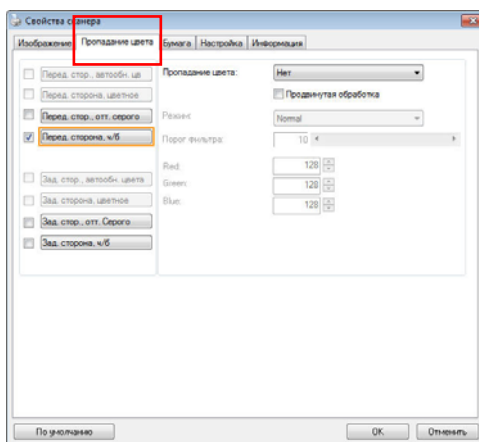 Свойства сканера
Изображение Пропадание цвета Бумага Настройка Информация
Перед. стор., автообн. цв
Перед. сторона, цветное
Перед. стор., отт. серого
Перед. сторона, ч/б
Зад. стор., автообн. цвета
Зад. сторона, цветное
Зад. стор., отт. Серого
Зад. сторона, ч/б
Пропадание цвета: Нет
Продвинутая обработка
Режим: Normal
Порог фильтра: 10
Red: 128
Green: 128
Blue: 128
По умолчанию OK Отменить